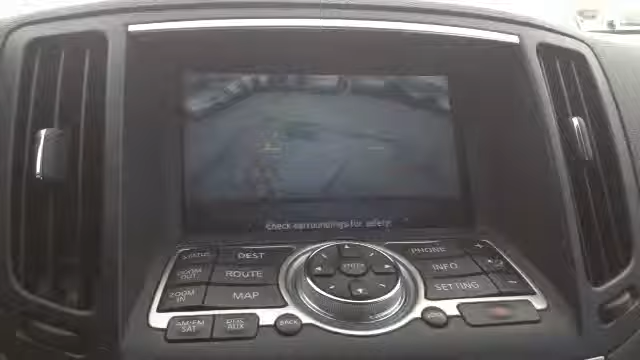 Check surroundings for safety.
STATUS
DEST
ZOOM OUT
ROUTE
ZOOM IN
MAP
AM•FM SAT
AUX
BACK
ENTER
PHONE
INFO
SETTING
+
-